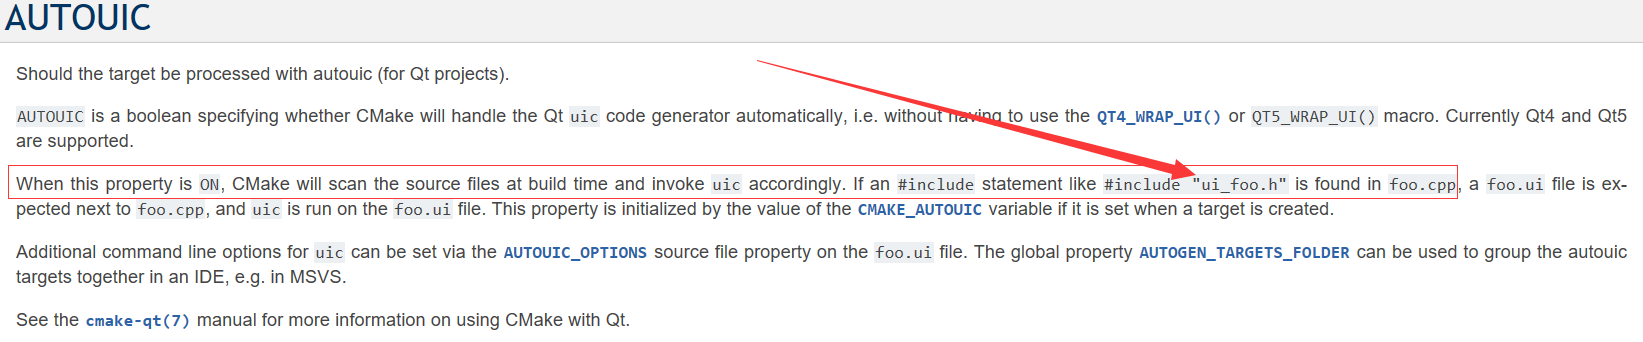 AUTOUIC
Should the target be processed with autouic (for Qt projects).
AUTOUIC is a boolean specifying whether CMake will handle the Qt uic code generator automatically, i.e. without having to use the QT4_WRAP_UI() or QT5_WRAP_UI() macro. Currently Qt4 and Qt5
are supported.
When this property is ON, CMake will scan the source files at build time and invoke uic accordingly. If an #include statement like #include "ui_foo.h" is found in foo.cpp, a foo.ui file is ex-
pected next to foo.cpp, and uic is run on the foo.ui file. This property is initialized by the value of the CMAKE_AUTOUIC variable if it is set when a target is created.
Additional command line options for uic can be set via the AUTOUIC_OPTIONS source file property on the foo.ui file. The global property AUTOGEN_TARGETS_FOLDER can be used to group the autouic
targets together in an IDE, e.g. in MSVS.
See the cmake-qt(7) manual for more information on using CMake with Qt.